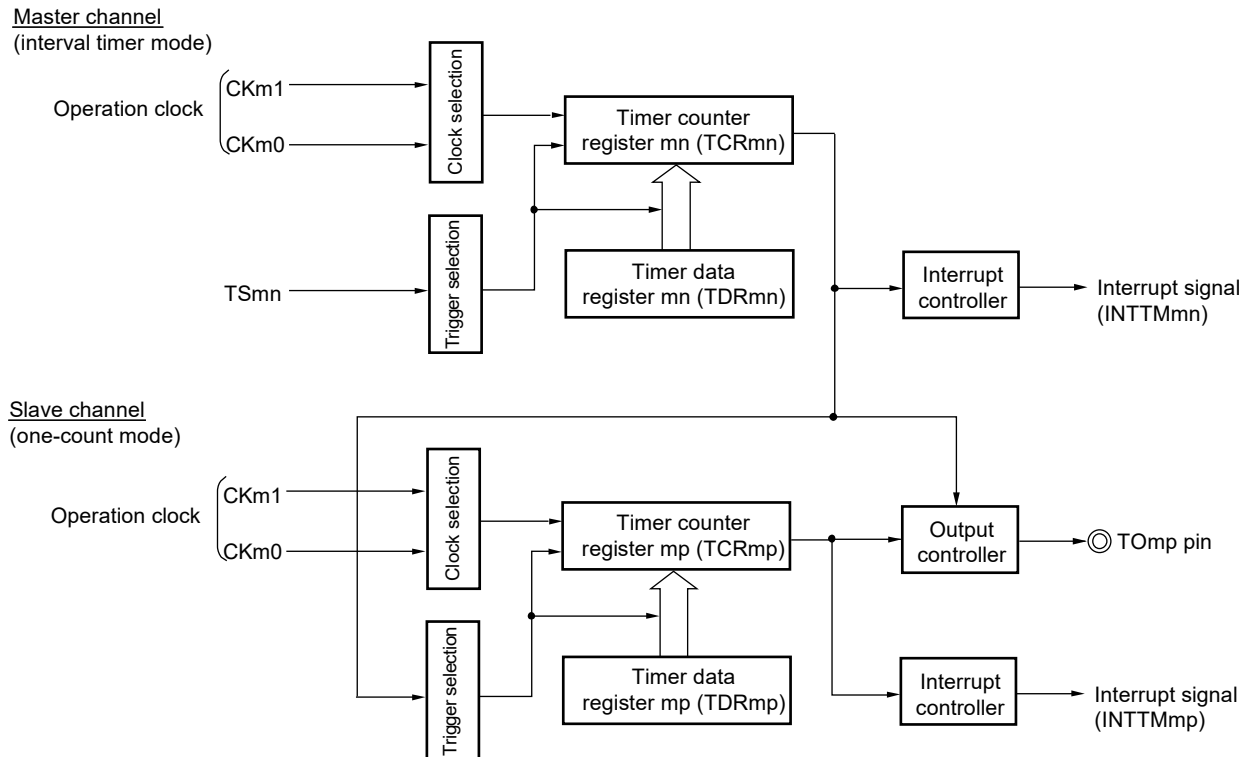 Master channel
(interval timer mode)
Operation clock
CKm1
CKm0
Clock selection
Timer counter
register mn (TCRmn)
TSmn
Trigger selection
Timer data
register mn (TDRmn)
Interrupt
controller
Interrupt signal
(INTTMmn)
Slave channel
(one-count mode)
Operation clock
CKm1
CKm0
Clock selection
Timer counter
register mp (TCRmp)
Output
controller
TOmp pin
Trigger selection
Timer data
register mp (TDRmp)
Interrupt
controller
Interrupt signal
(INTTMmp)